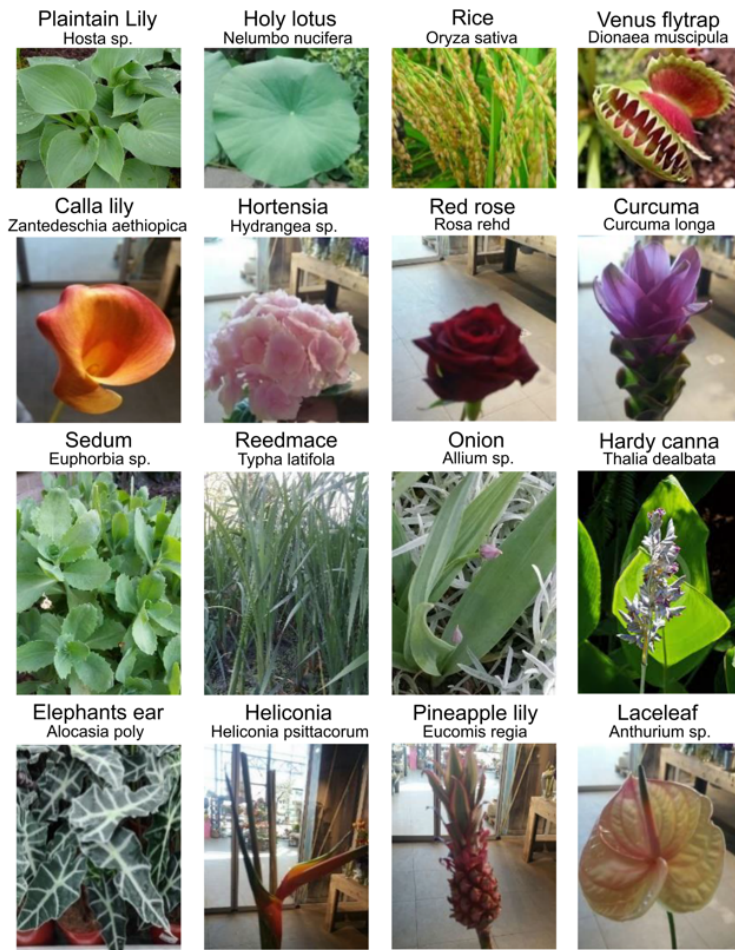 Plaintain Lily
Hosta sp.
Holy lotus
Nelumbo nucifera
Rice
Oryza sativa
Venus flytrap
Dionaea muscipula
Calla lily
Zantedeschia aethiopica
Hortensia
Hydrangea sp.
Red rose
Rosa rehd
Curcuma
Curcuma longa
Sedum
Euphorbia sp.
Reedmace
Typha latifola
Onion
Allium sp.
Hardy canna
Thalia dealbata
Elephants ear
Alocasia poly
Heliconia
Heliconia psittacorum
Pineapple lily
Eucomis regia
Laceleaf
Anthurium sp.